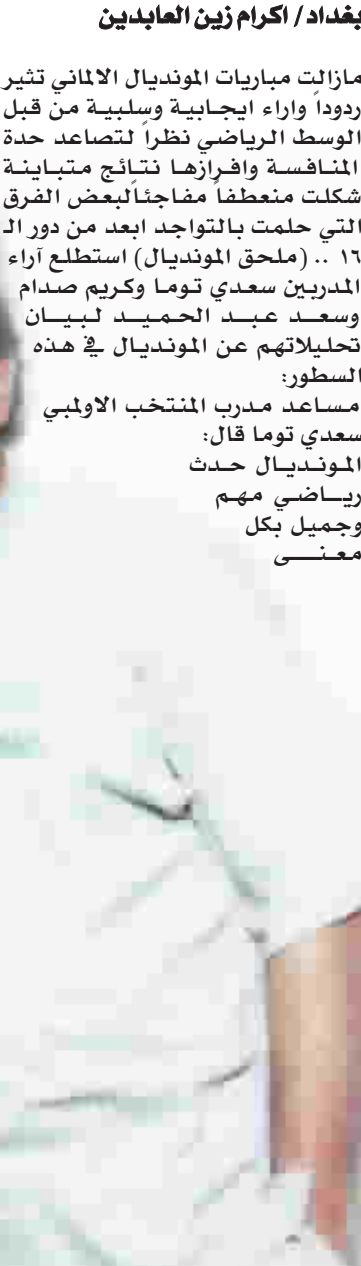 بغداد / اكرام زين العابدين
مازالت مباريات المونديال الالماني تثير
ردوداً واراء ايجابية وسلبية من قبل
الوسط الرياضي نظراً لتصاعد حدة
المنافسة وافرازها نتائج متباينة
شكلت منعطفاً مفاجئاًلبعض الفرق
التي حلمت بالتواجد ابعد من دور الـ
١٦ .. (ملحق المونديال) استطلع آراء
المدربين سعدي توما وكريم صدام
وسعد عبد الحميد لبيان
تحليلاتهم عن المونديال في هذه
السطور:
مساعد مدرب المنتخب الاولمبي
سعدي توما قال:
المونديال حدث
رياضي مهم
وجميل بكل
معنى